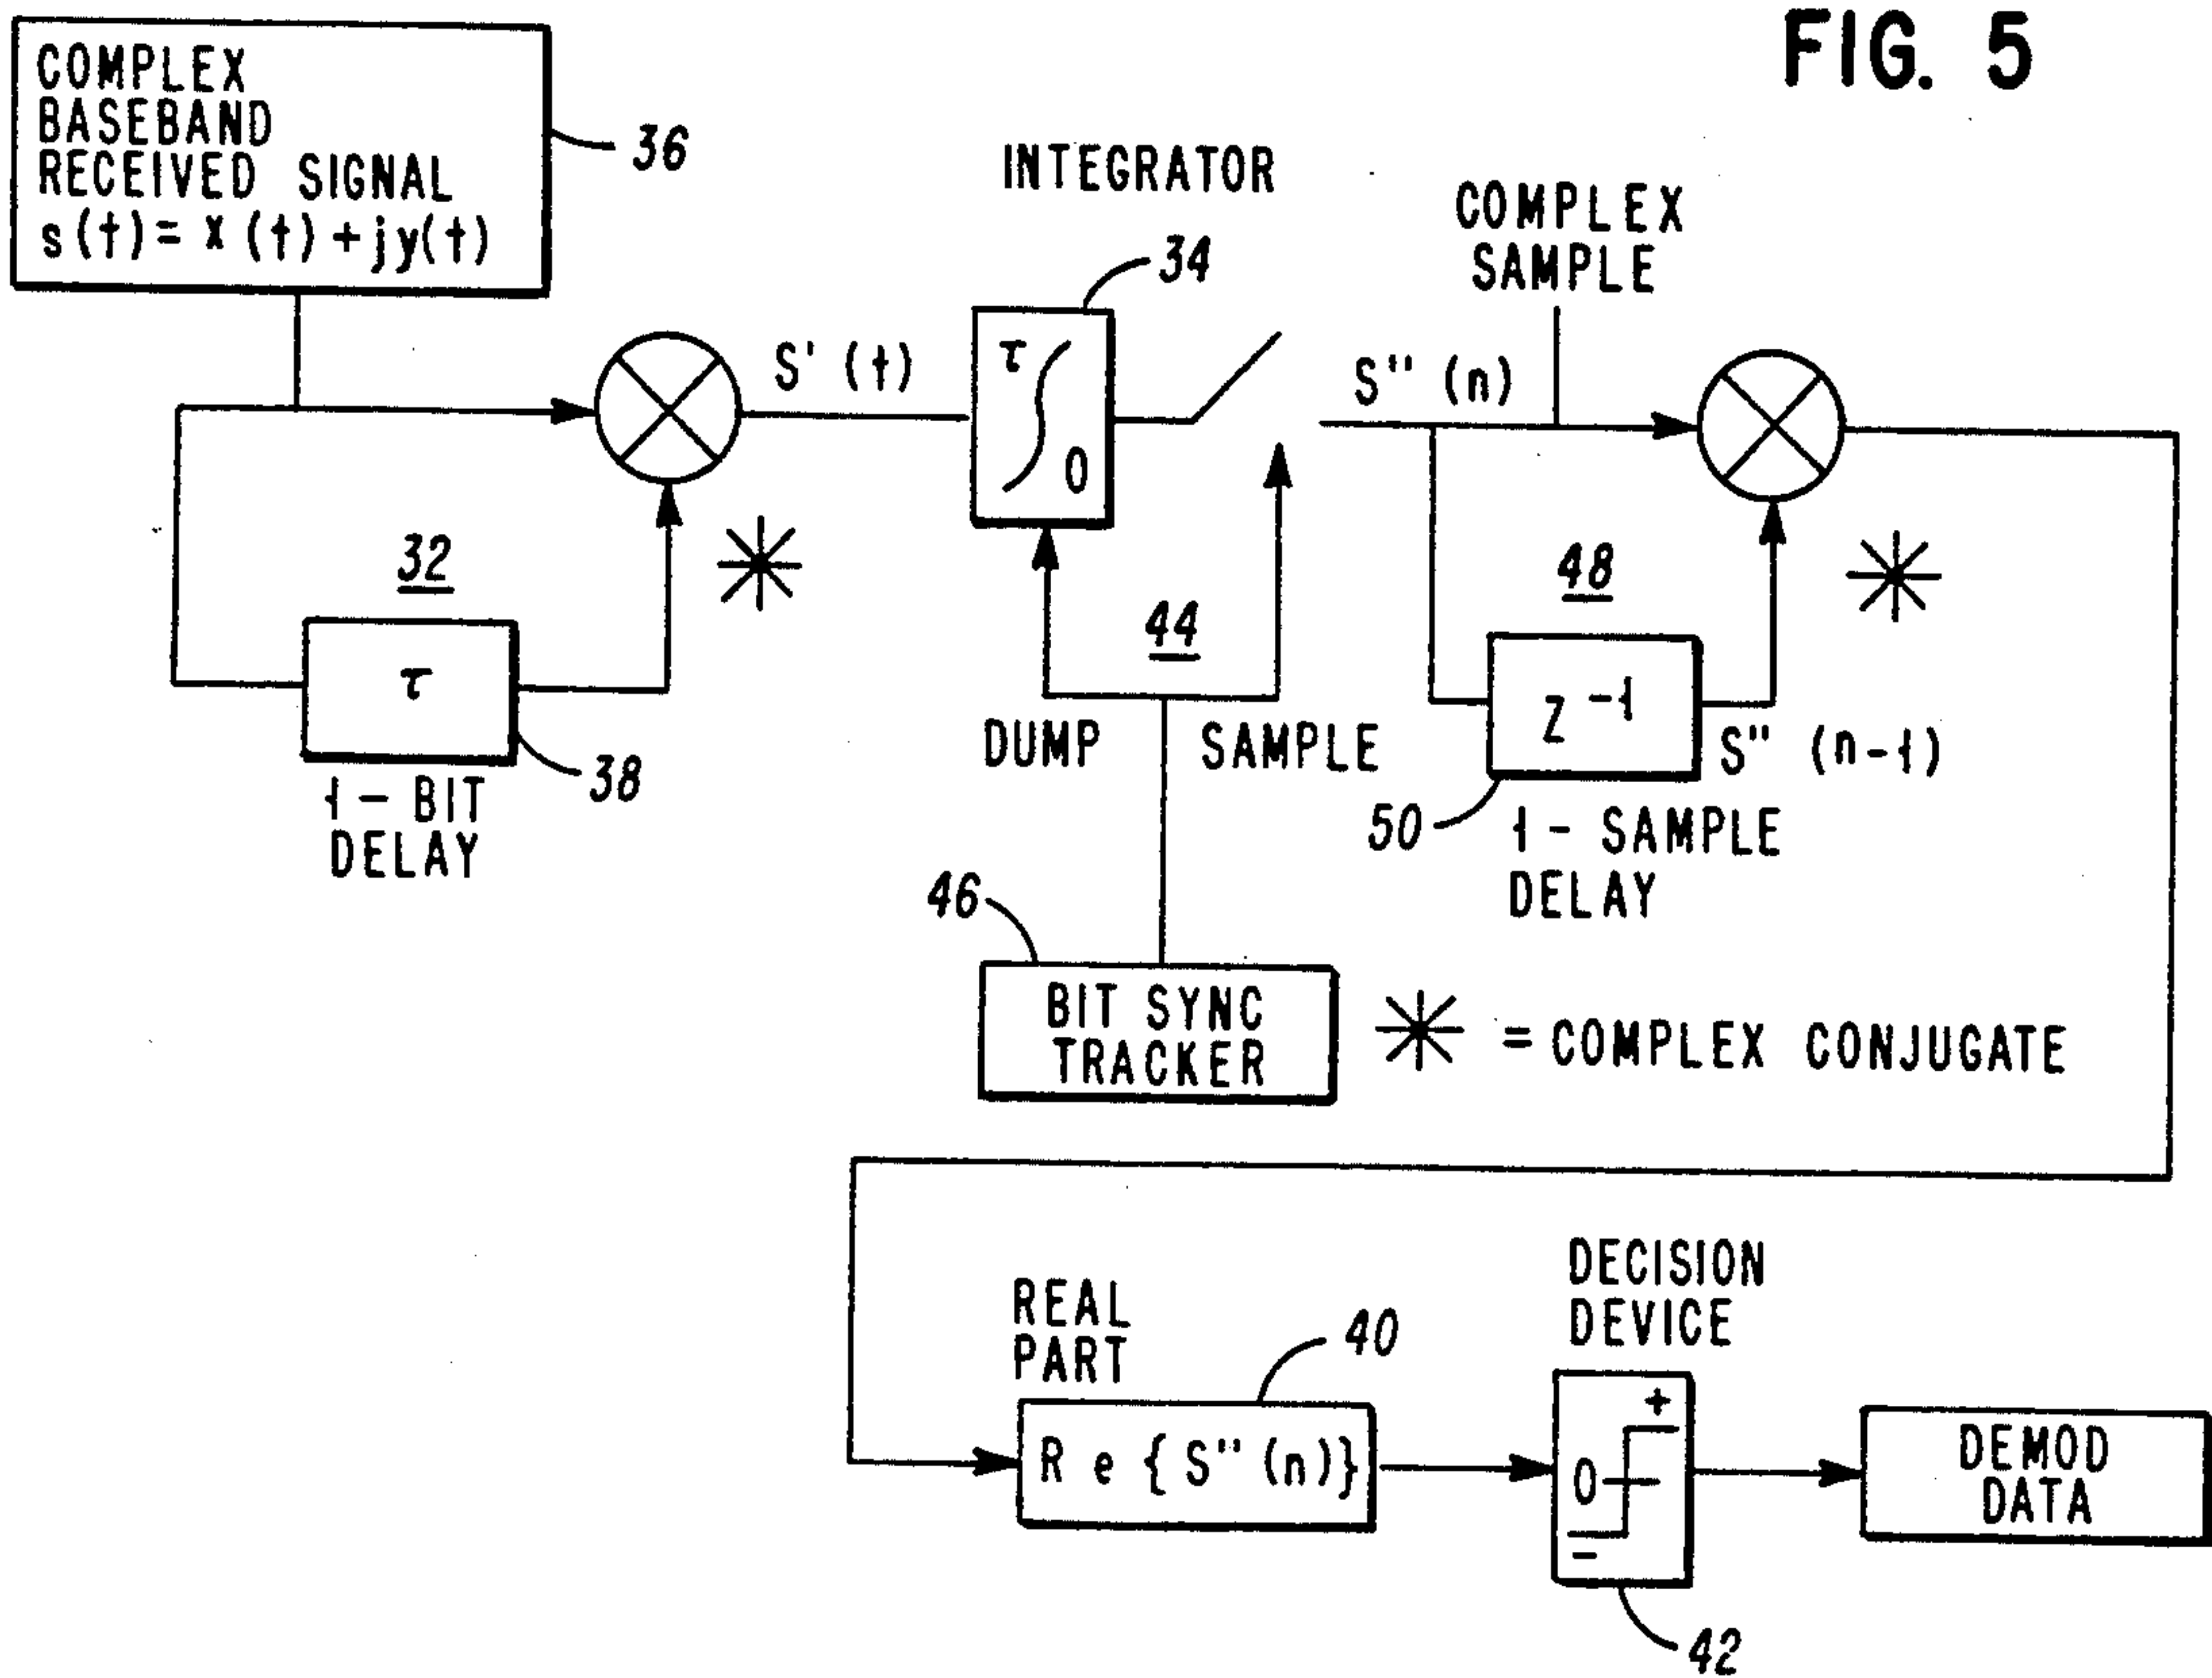 FIG. 5
COMPLEX
BASEBAND
RECEIVED SIGNAL
s(t)= x(t)+jy(t)
36
INTEGRATOR
34
COMPLEX
SAMPLE
S'(t)
τ
0
S"(n)
32
τ
38
1-BIT
DELAY
44
DUMP
SAMPLE
48
Z⁻¹
S"(n-1)
50
1-SAMPLE
DELAY
46
BIT SYNC
TRACKER
* = COMPLEX CONJUGATE
REAL
PART
40
Re{S"(n)}
DECISION
DEVICE
+
0
-
42
DEMOD
DATA